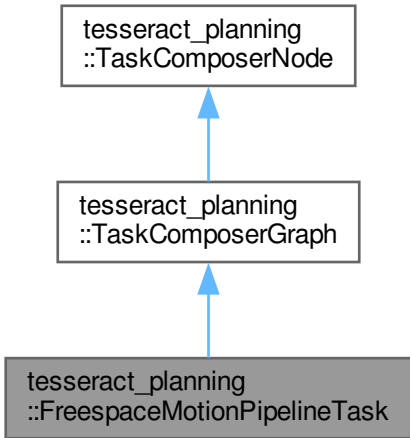 tesseract_planning
::TaskComposerNode
tesseract_planning
::TaskComposerGraph
tesseract_planning
::FreespaceMotionPipelineTask